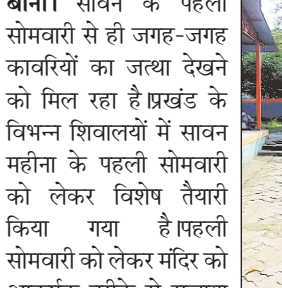 बानो। सावन के पहली
सोमवारी से ही जगह-जगह
कावरियों का जत्था देखने
को मिल रहा है।प्रखंड के
विभन्न शिवालयों में सावन
महीना के पहली सोमवारी
को लेकर विशेष तैयारी
किया गया है।पहली
सोमवारी को लेकर मंदिर को